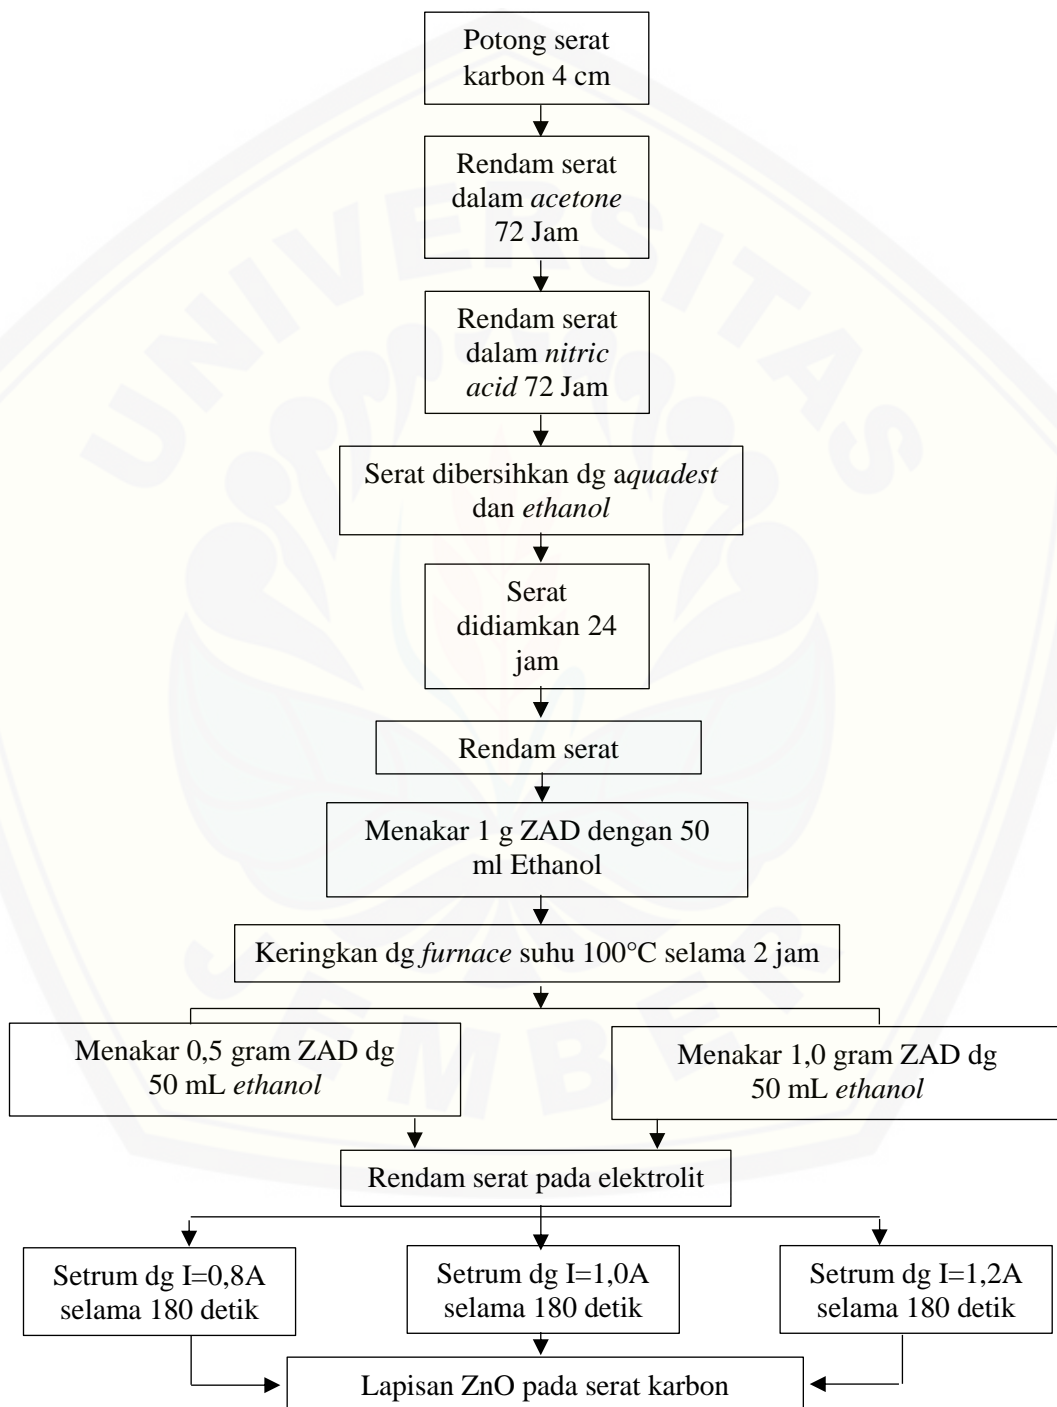 Potong serat
karbon 4 cm
Rendam serat
dalam acetone
72 Jam
Rendam serat
dalam nitric
acid 72 Jam
Serat dibersihkan dg aquadest
dan ethanol
Serat
didiamkan 24
jam
Rendam serat
Menakar 1 g ZAD dengan 50
ml Ethanol
Keringkan dg furnace suhu 100°C selama 2 jam
Menakar 0,5 gram ZAD dg
50 mL ethanol
Menakar 1,0 gram ZAD dg
50 mL ethanol
Rendam serat pada elektrolit
Setrum dg I=0,8A
selama 180 detik
Setrum dg I=1,0A
selama 180 detik
Setrum dg I=1,2A
selama 180 detik
Lapisan ZnO pada serat karbon
UNIVERSITAS
JEMBER